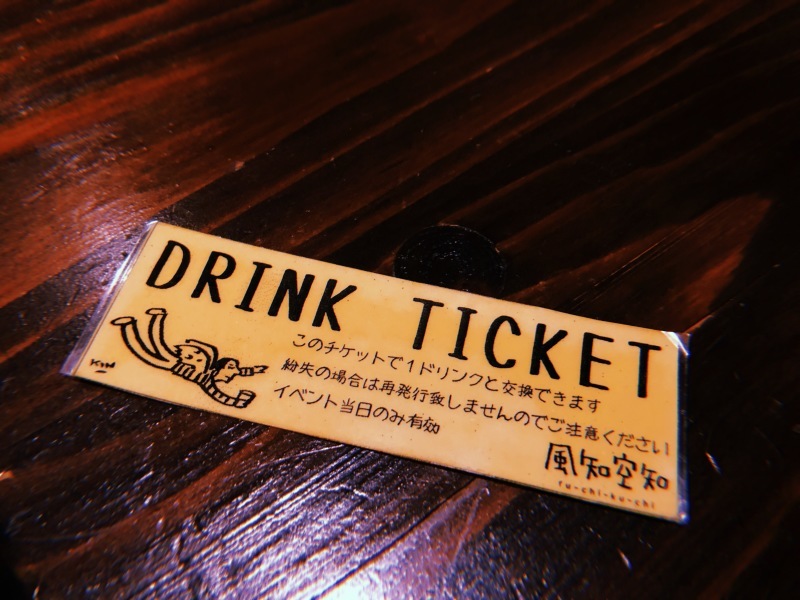 DRINK TICKET
このチケットで1ドリンクと交換できます
紛失の場合は再発行致しませんのでご注意ください
イベント当日のみ有効
風知空知
fu-chi-ku-chi
KIN